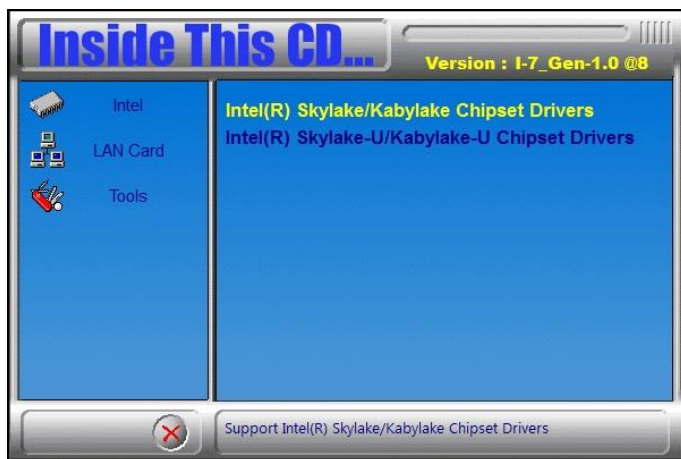 Inside This CD...
Version : I-7_Gen-1.0 @8
Intel
LAN Card
Tools
Intel(R) Skylake/Kabylake Chipset Drivers
Intel(R) Skylake-U/Kabylake-U Chipset Drivers
Support Intel(R) Skylake/Kabylake Chipset Drivers